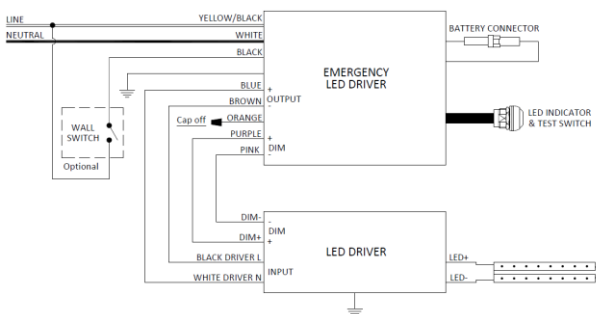 LINE
YELLOW/BLACK
NEUTRAL
WHITE
BATTERY CONNECTOR
BLACK
EMERGENCY
LED DRIVER
BLUE
+
OUTPUT
BROWN
-
Cap off
ORANGE
LED INDICATOR
& TEST SWITCH
WALL
SWITCH
PURPLE
+
DIM
PINK
-
Optional
DIM-
-
DIM
DIM+
+
LED DRIVER
BLACK DRIVER L
INPUT
WHITE DRIVER N
LED+
LED-